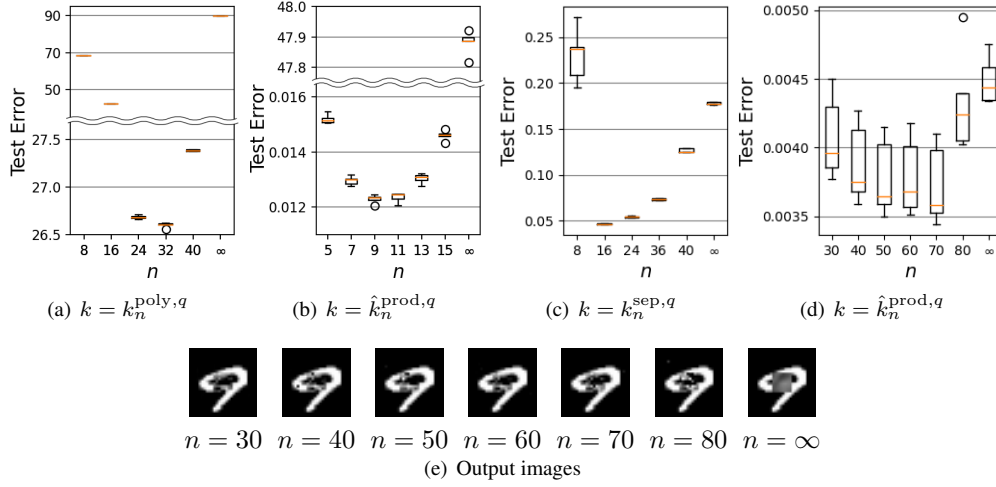 Test Error
90
70
50
27.5
27.0
26.5
8 16 24 32 40 ∞
n
(a) k = k_n^{poly,q}
Test Error
48.0
47.9
47.8
0.016
0.014
0.012
5 7 9 11 13 15 ∞
n
(b) k = \hat{k}_n^{prod,q}
Test Error
0.25
0.20
0.15
0.10
0.05
8 16 24 36 40 ∞
n
(c) k = k_n^{sep,q}
Test Error
0.0050
0.0045
0.0040
0.0035
30 40 50 60 70 80 ∞
n
(d) k = \hat{k}_n^{prod,q}
n = 30 n = 40 n = 50 n = 60 n = 70 n = 80 n = ∞
(e) Output images